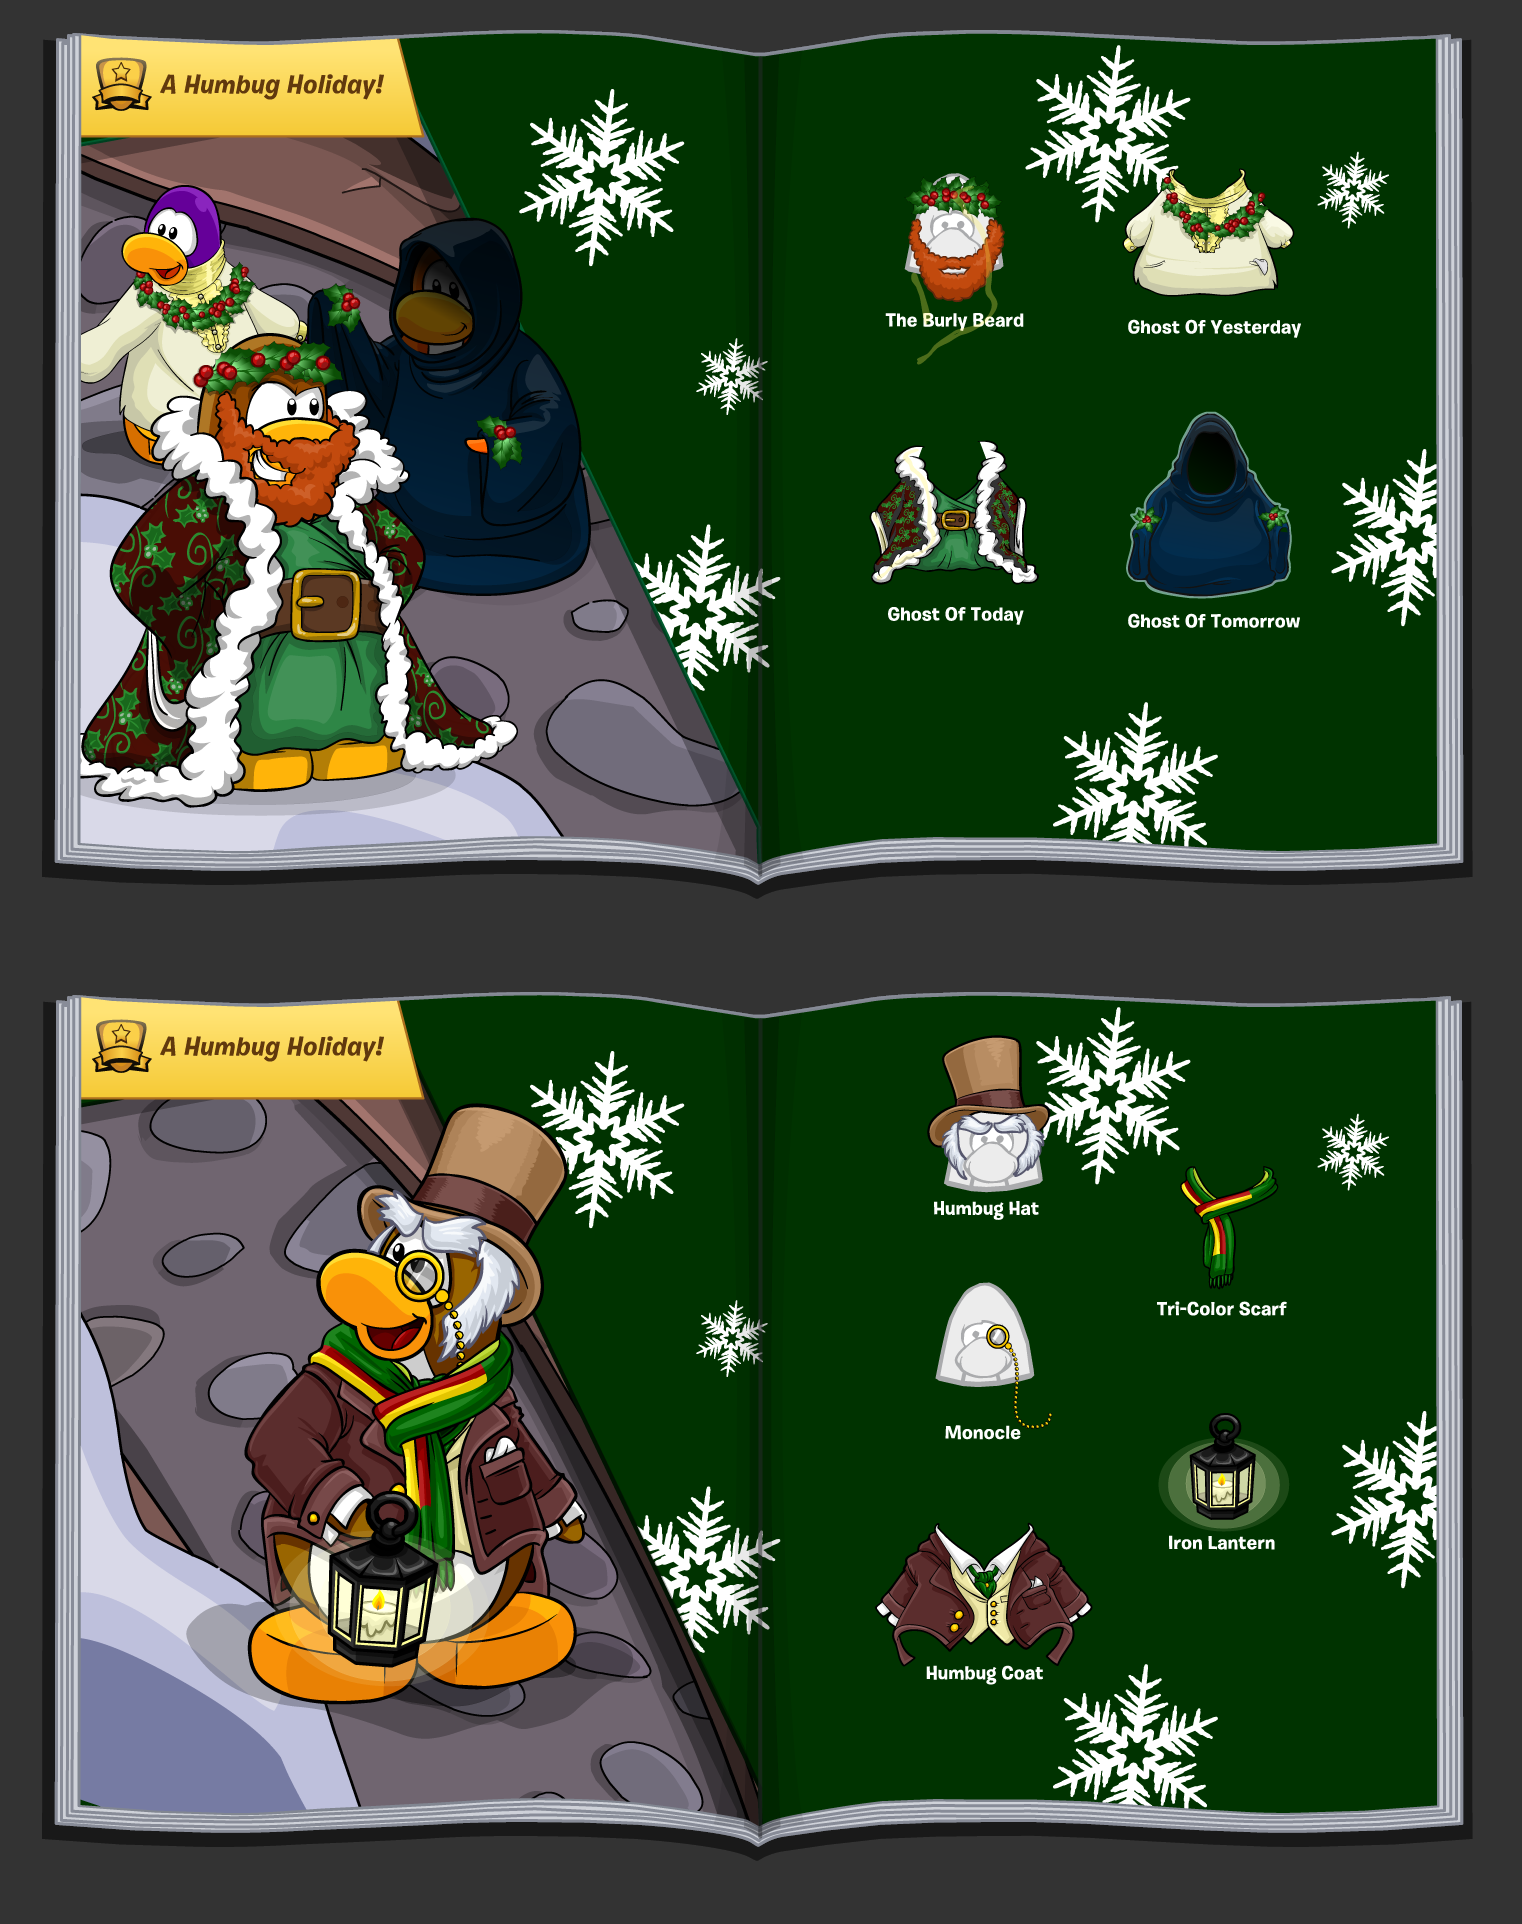 A Humbug Holiday!
The Burly Beard
Ghost Of Yesterday
Ghost Of Today
Ghost Of Tomorrow
A Humbug Holiday!
Humbug Hat
Tri-Color Scarf
Monocle
Iron Lantern
Humbug Coat